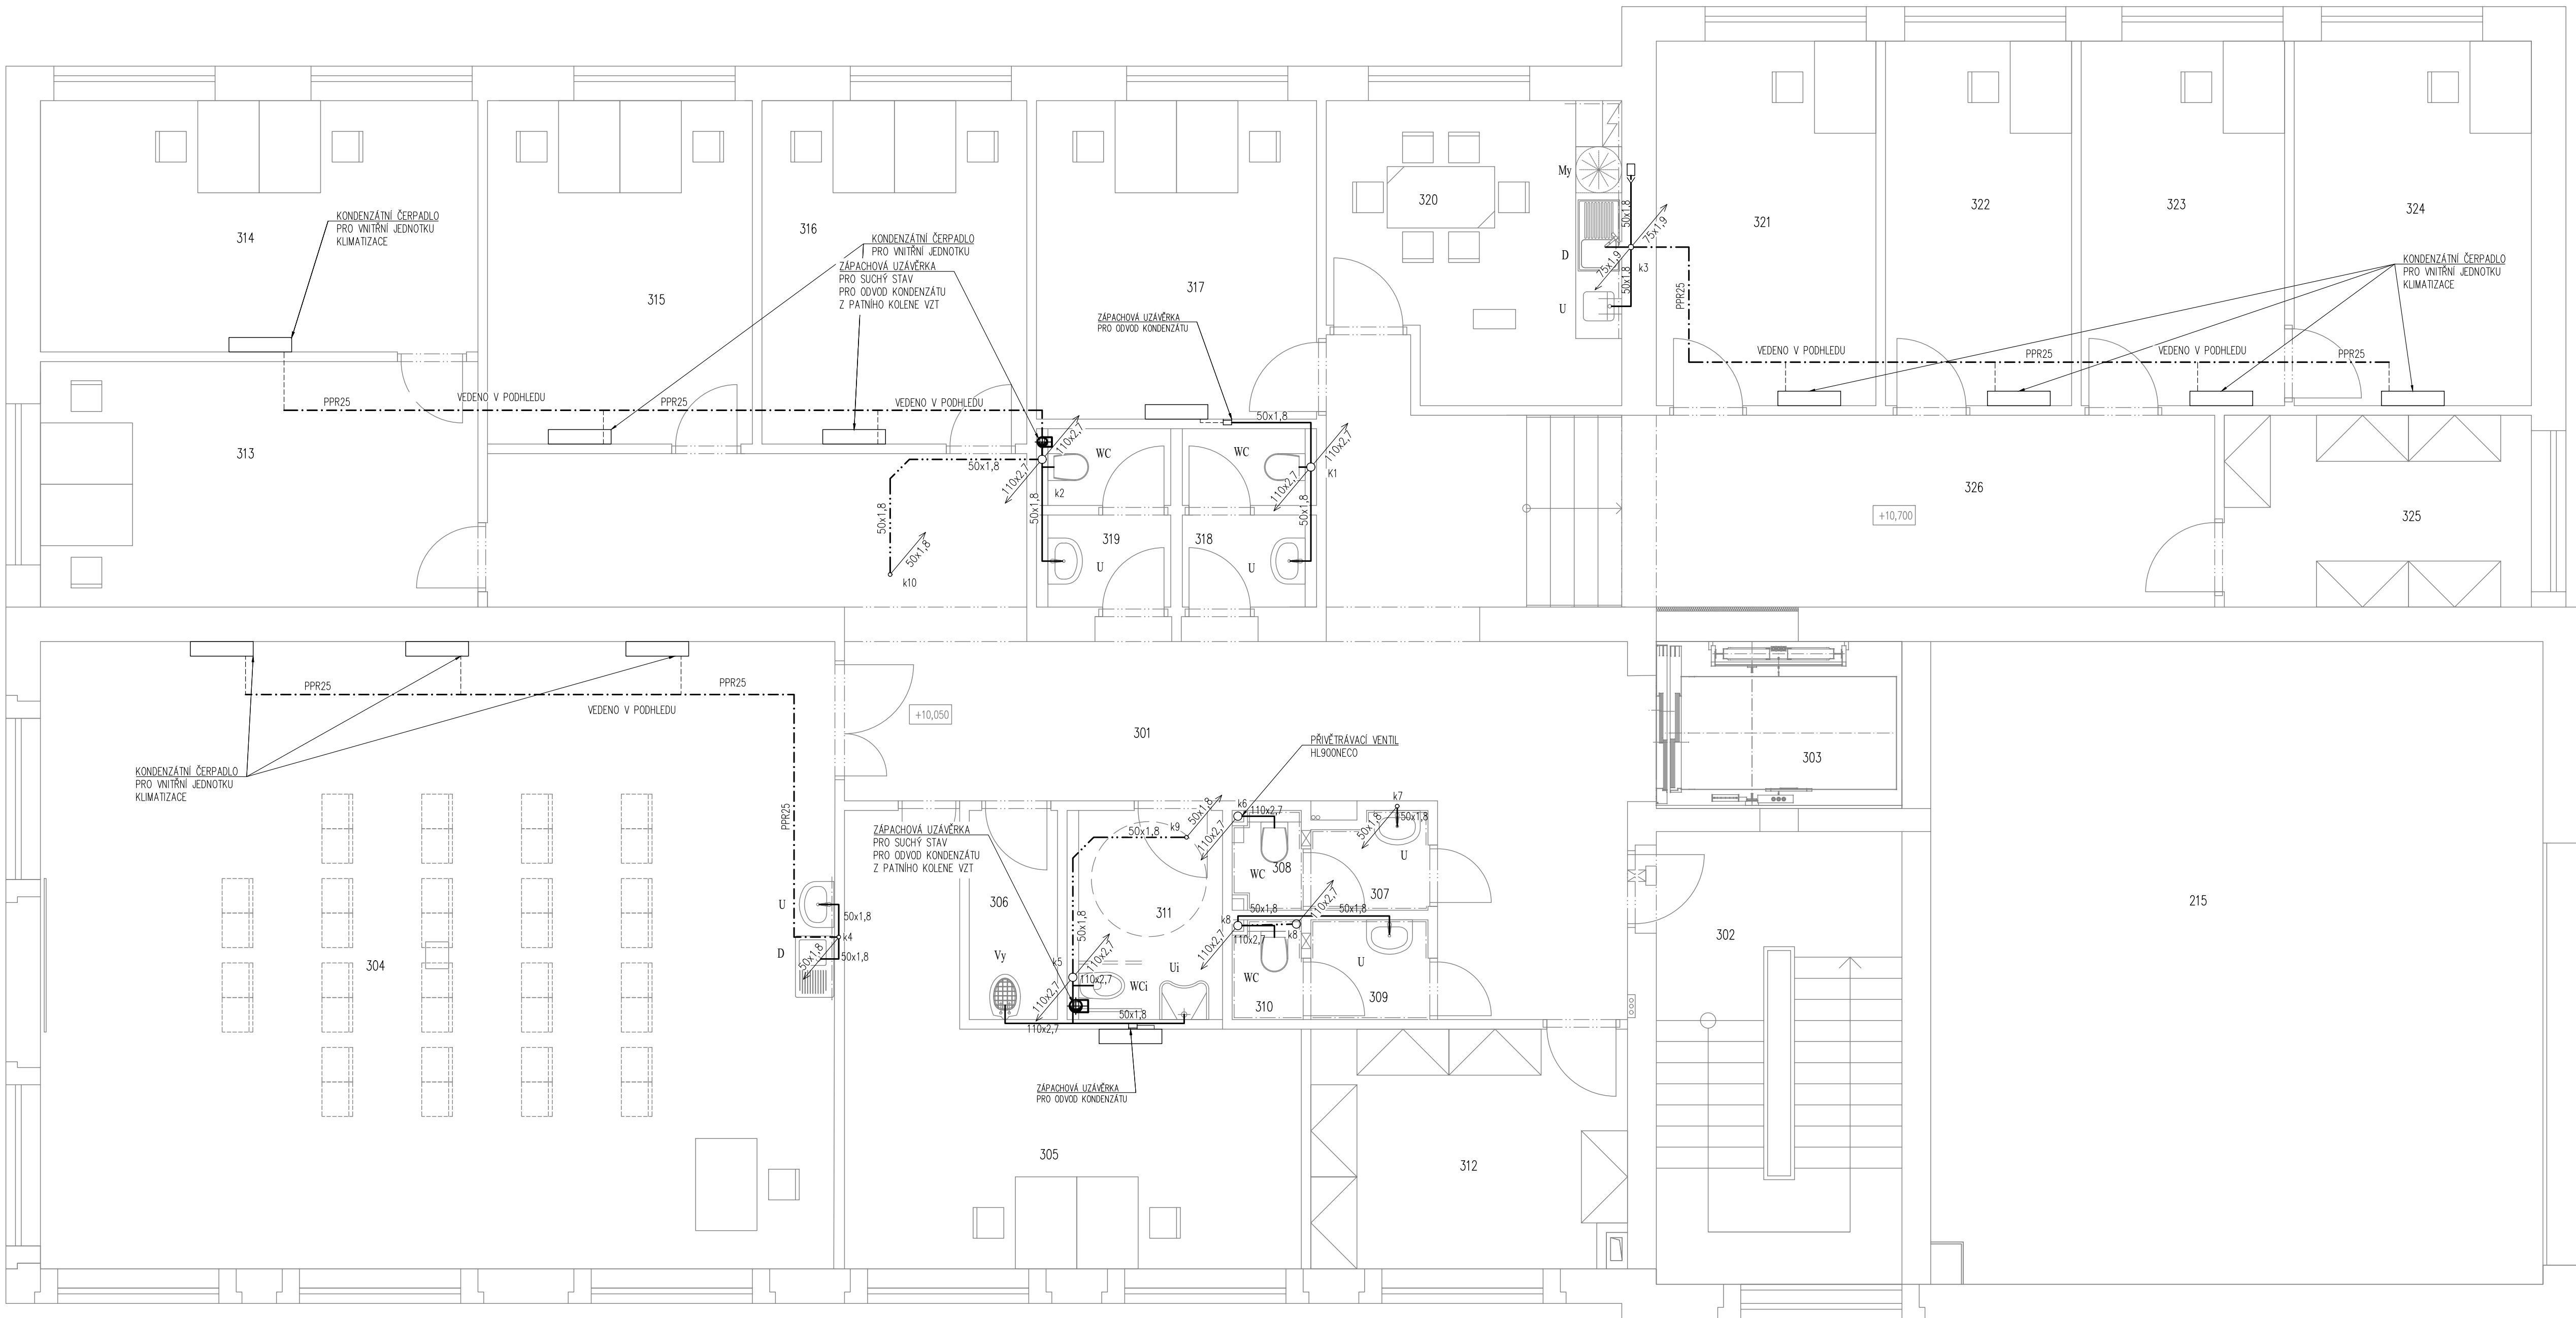 314
KONDENZÁTNÍ ČERPADLO
PRO VNITŘNÍ JEDNOTKU
KLIMATIZACE
315
316
KONDENZÁTNÍ ČERPADLO
PRO VNITŘNÍ JEDNOTKU
ZÁPACHOVÁ UZÁVĚRKA
PRO SUCHÝ STAV
PRO ODVOD KONDENZÁTU
Z PATNÍHO KOLENE VZT
317
ZÁPACHOVÁ UZÁVĚRKA
PRO ODVOD KONDENZÁTU
320
My
D
U
50x1,8
75x1,9
75x1,9
50x1,8
k3
PPR25
321
322
323
324
KONDENZÁTNÍ ČERPADLO
PRO VNITŘNÍ JEDNOTKU
KLIMATIZACE
VEDENO V PODHLEDU
PPR25
VEDENO V PODHLEDU
PPR25
PPR25
VEDENO V PODHLEDU
PPR25
VEDENO V PODHLEDU
50x1,8
313
110x2,7
WC
WC
110x2,7
50x1,8
110x2,7
k2
110x2,7
K1
50x1,8
50x1,8
50x1,8
50x1,8
k10
319
318
U
U
326
+10,700
325
PPR25
PPR25
VEDENO V PODHLEDU
+10,050
301
303
KONDENZÁTNÍ ČERPADLO
PRO VNITŘNÍ JEDNOTKU
KLIMATIZACE
PPR25
PŘIVĚTRÁVACÍ VENTIL
HL900NECO
ZÁPACHOVÁ UZÁVĚRKA
PRO SUCHÝ STAV
PRO ODVOD KONDENZÁTU
Z PATNÍHO KOLENE VZT
50x1,8
k9
50x1,8
k6
110x2,7
110x2,7
k7
50x1,8
50x1,8
U
308
WC
307
306
311
50x1,8
50x1,8
50x1,8
110x2,7
k8
k8
110x2,7
110x2,7
U
50x1,8
k4
D
50x1,8
50x1,8
304
Vy
k5
110x2,7
110x2,7
110x2,7
WCi
Ui
50x1,8
110x2,7
WC
310
U
309
302
215
ZÁPACHOVÁ UZÁVĚRKA
PRO ODVOD KONDENZÁTU
305
312